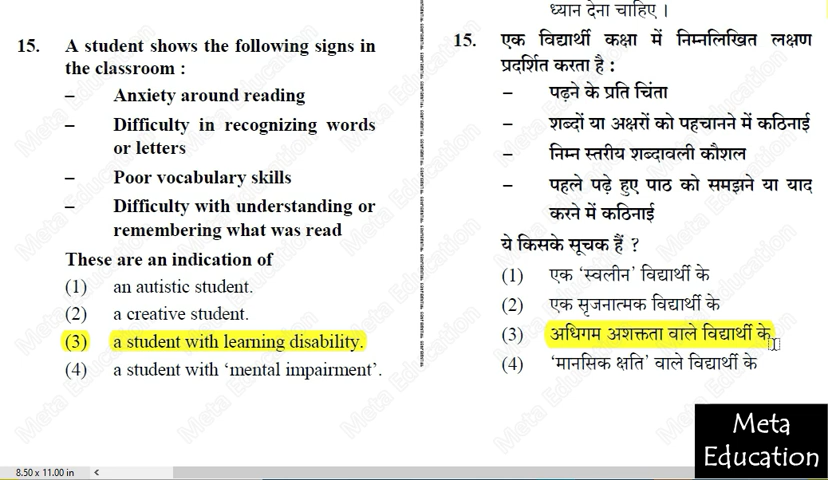 15. A student shows the following signs in
the classroom :
– Anxiety around reading
– Difficulty in recognizing words
or letters
– Poor vocabulary skills
– Difficulty with understanding or
remembering what was read
These are an indication of
(1) an autistic student.
(2) a creative student.
(3) a student with learning disability.
(4) a student with ‘mental impairment’.
ध्यान देना चाहिए ।
15. एक विद्यार्थी कक्षा में निम्नलिखित लक्षण
प्रदर्शित करता है :
– पढ़ने के प्रति चिंता
– शब्दों या अक्षरों को पहचानने में कठिनाई
– निम्न स्तरीय शब्दावली कौशल
– पहले पढ़े हुए पाठ को समझने या याद
करने में कठिनाई
ये किसके सूचक हैं ?
(1) एक ‘स्वलीन’ विद्यार्थी के
(2) एक सृजनात्मक विद्यार्थी के
(3) अधिगम अशक्तता वाले विद्यार्थी के
(4) ‘मानसिक क्षति’ वाले विद्यार्थी के
Meta
Education
8.50 x 11.00 in